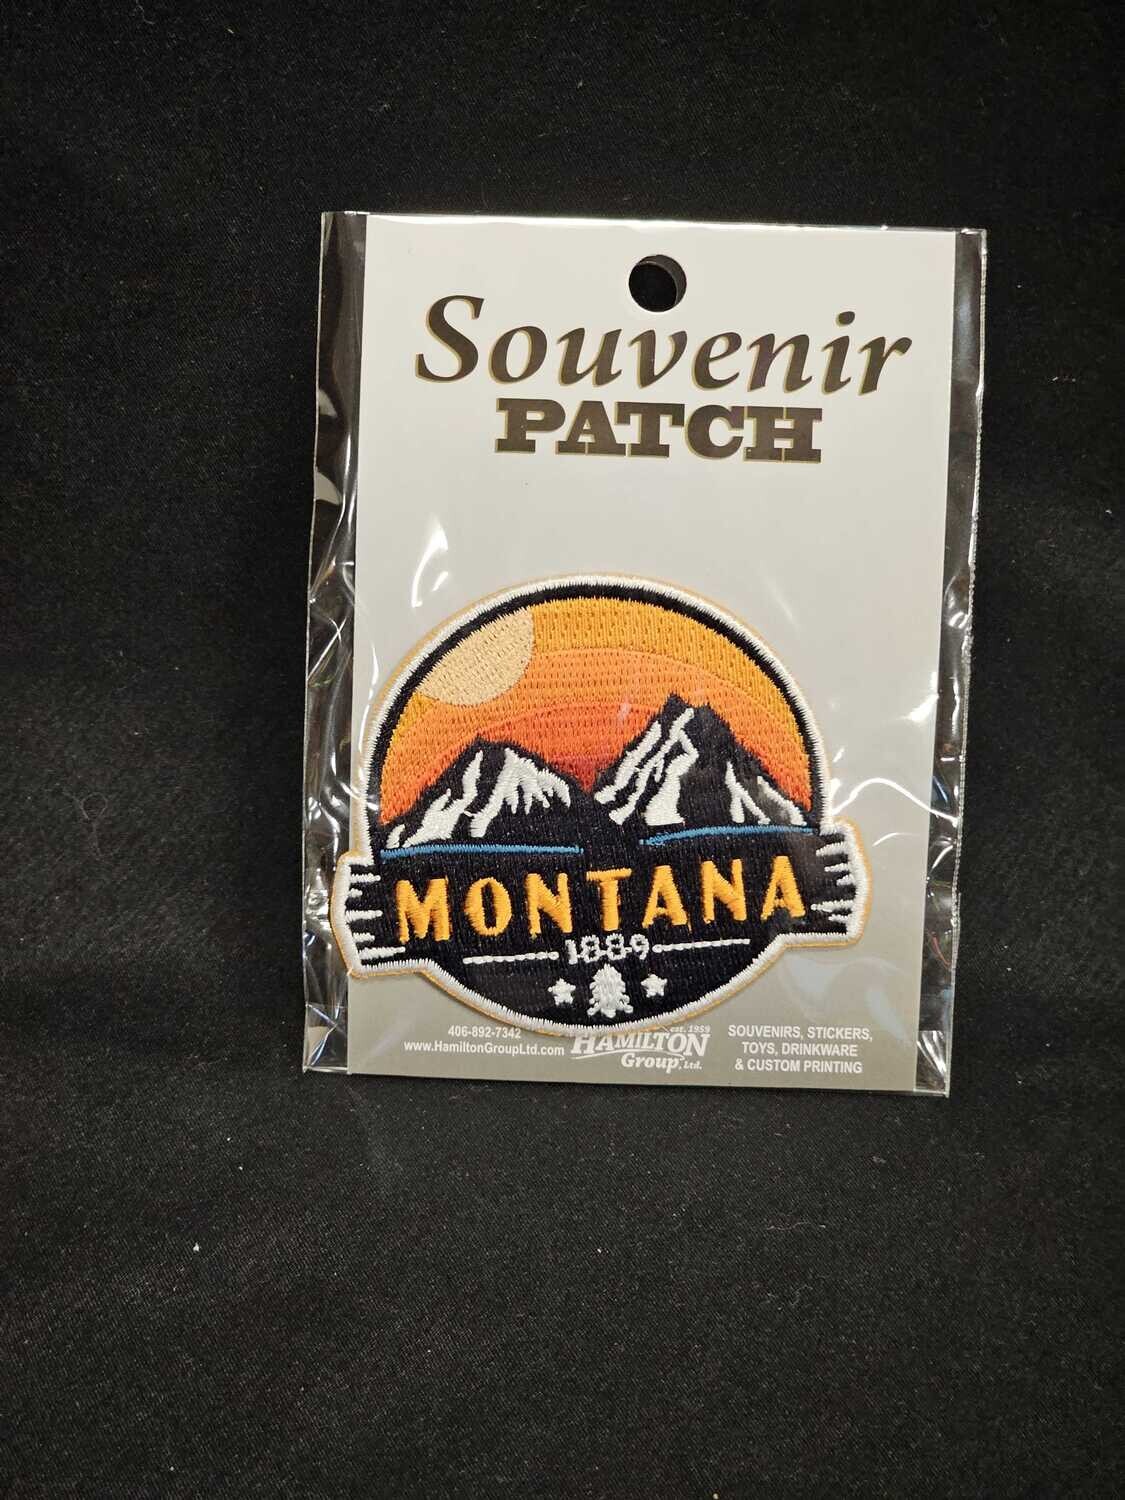 Souvenir
PATCH
MONTANA
1889
406-892-7342
www.HamiltonGroupLtd.com
est. 1959
HAMILTON
Group, Ltd.
SOUVENIRS, STICKERS,
TOYS, DRINKWARE
& CUSTOM PRINTING